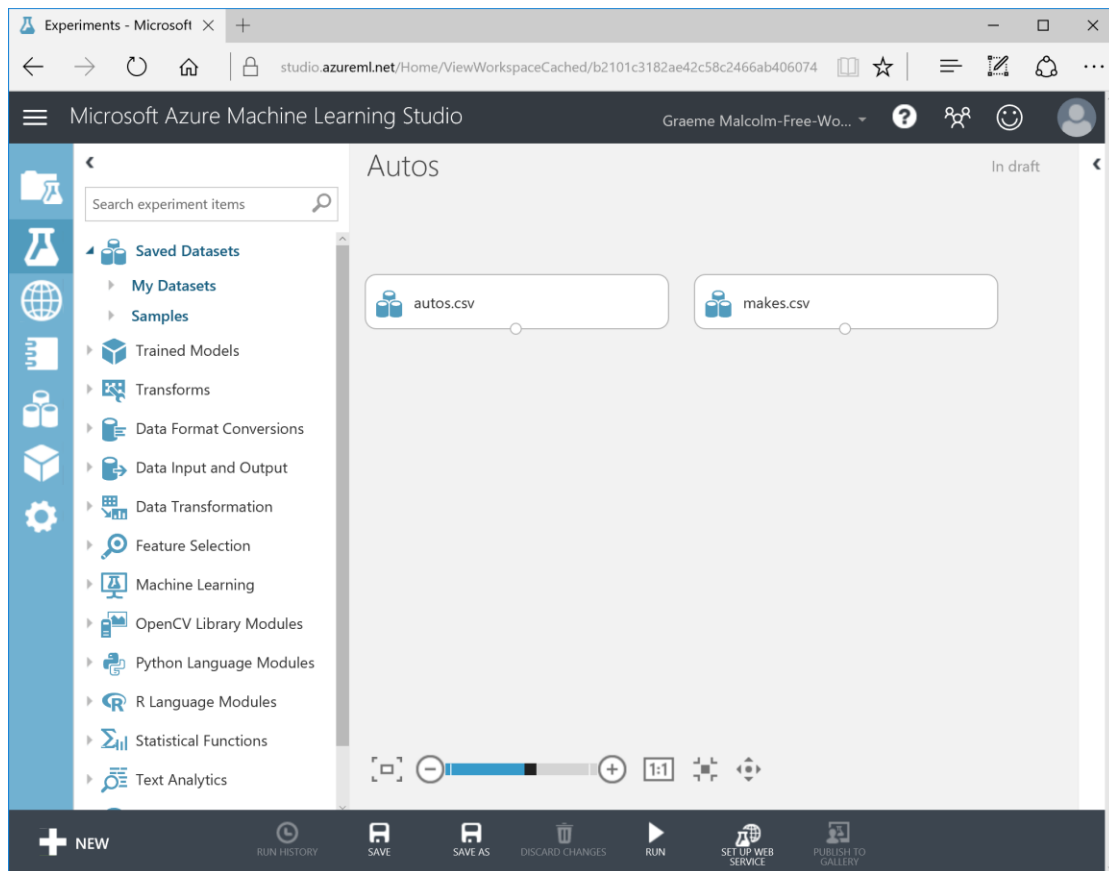 Experiments - Microsoft
studio.azureml.net/Home/ViewWorkspaceCached/b2101c3182ae42c58c2466ab406074
Microsoft Azure Machine Learning Studio
Graeme Malcolm-Free-Wo...
?
Autos
In draft
Search experiment items
Saved Datasets
My Datasets
Samples
Trained Models
Transforms
Data Format Conversions
Data Input and Output
Data Transformation
Feature Selection
Machine Learning
OpenCV Library Modules
Python Language Modules
R Language Modules
Statistical Functions
Text Analytics
autos.csv
makes.csv
1:1
NEW
RUN HISTORY
SAVE
SAVE AS
DISCARD CHANGES
RUN
SET UP WEB
SERVICE
PUBLISH TO
GALLERY